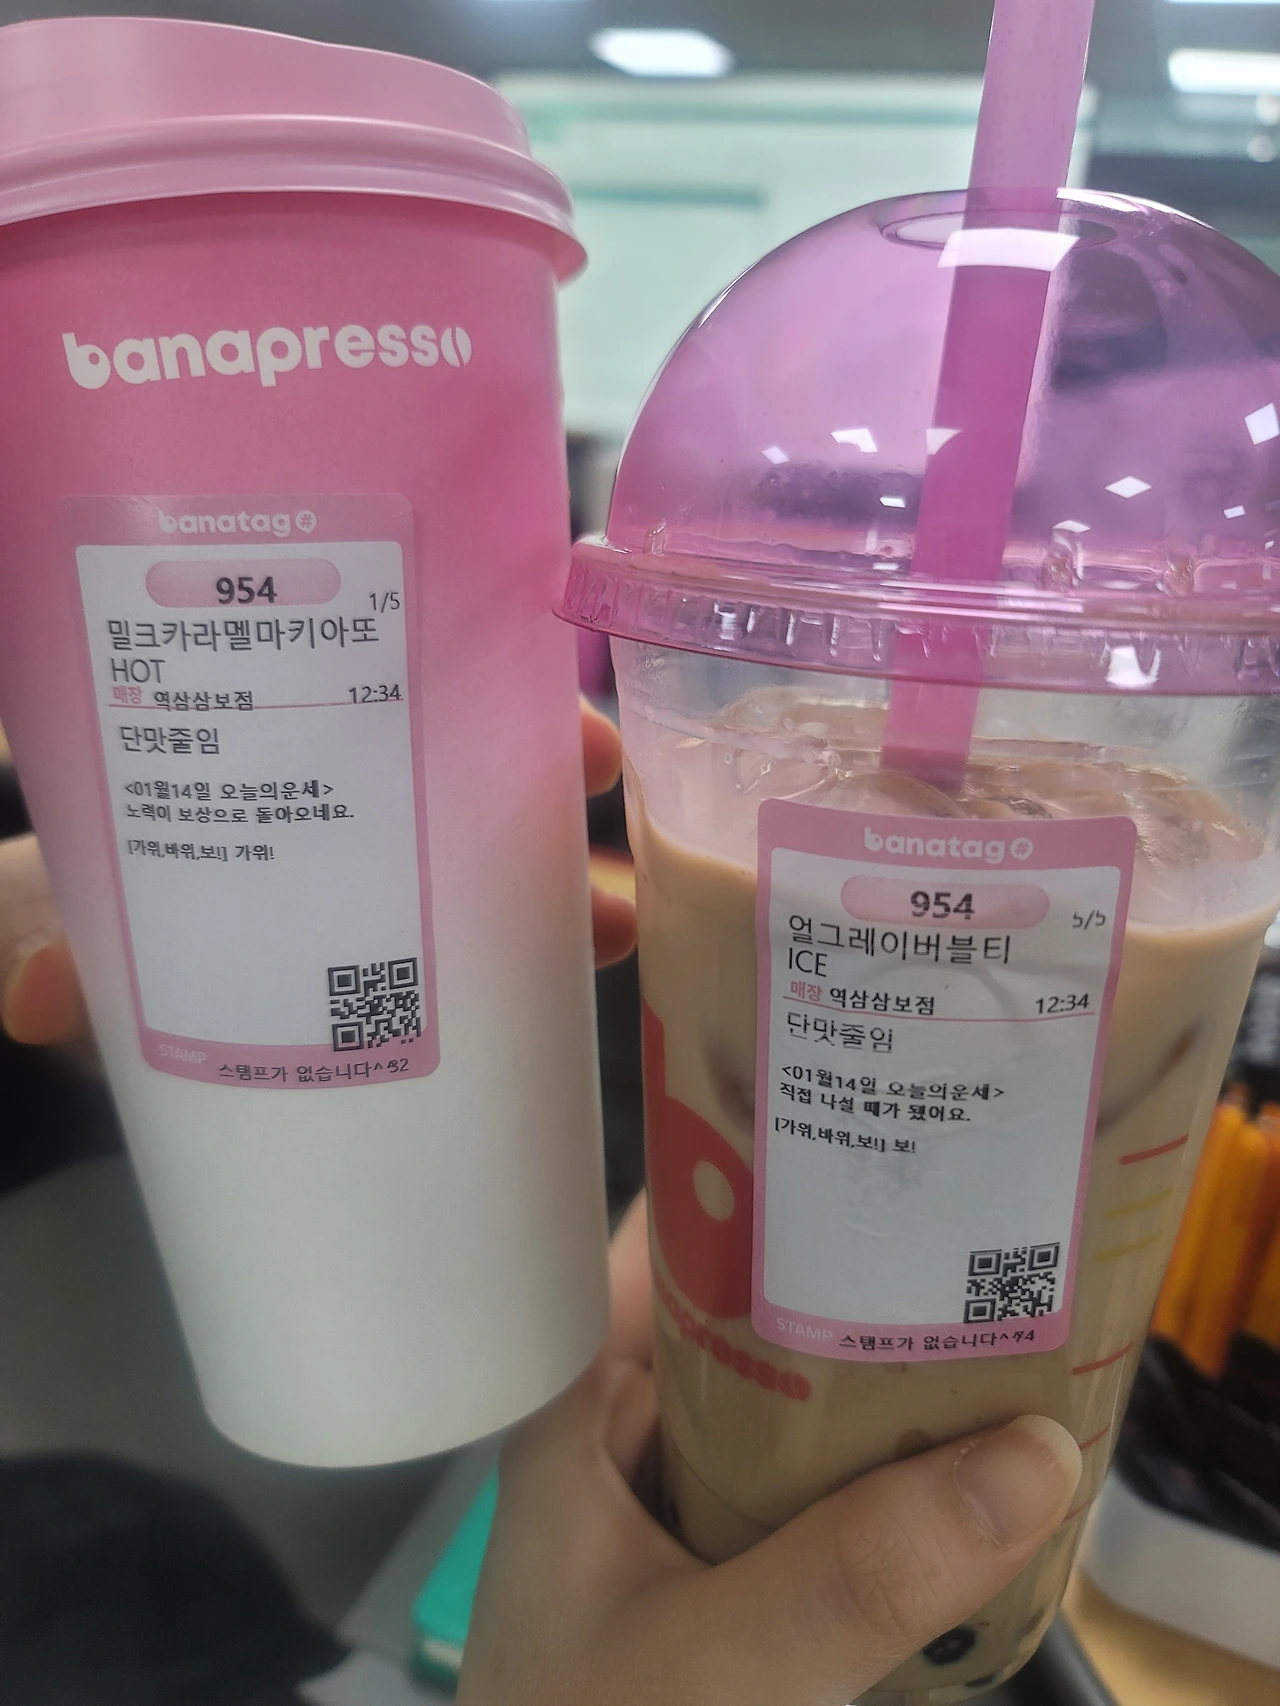 banapresso
banatag#
954
1/5
밀크카라멜마키아또
HOT
매장 역삼삼보점 12:34
단맛줄임
<01월14일 오늘의운세>
노력이 보상으로 돌아오네요.
[가위,바위,보!] 가위!
STAMP 스탬프가 없습니다^^
banatag#
954
5/5
얼그레이버블티
ICE
매장 역삼삼보점 12:34
단맛줄임
<01월14일 오늘의운세>
직접 나설 때가 됐어요.
[가위,바위,보!] 보!
STAMP 스탬프가 없습니다^^
banapresso